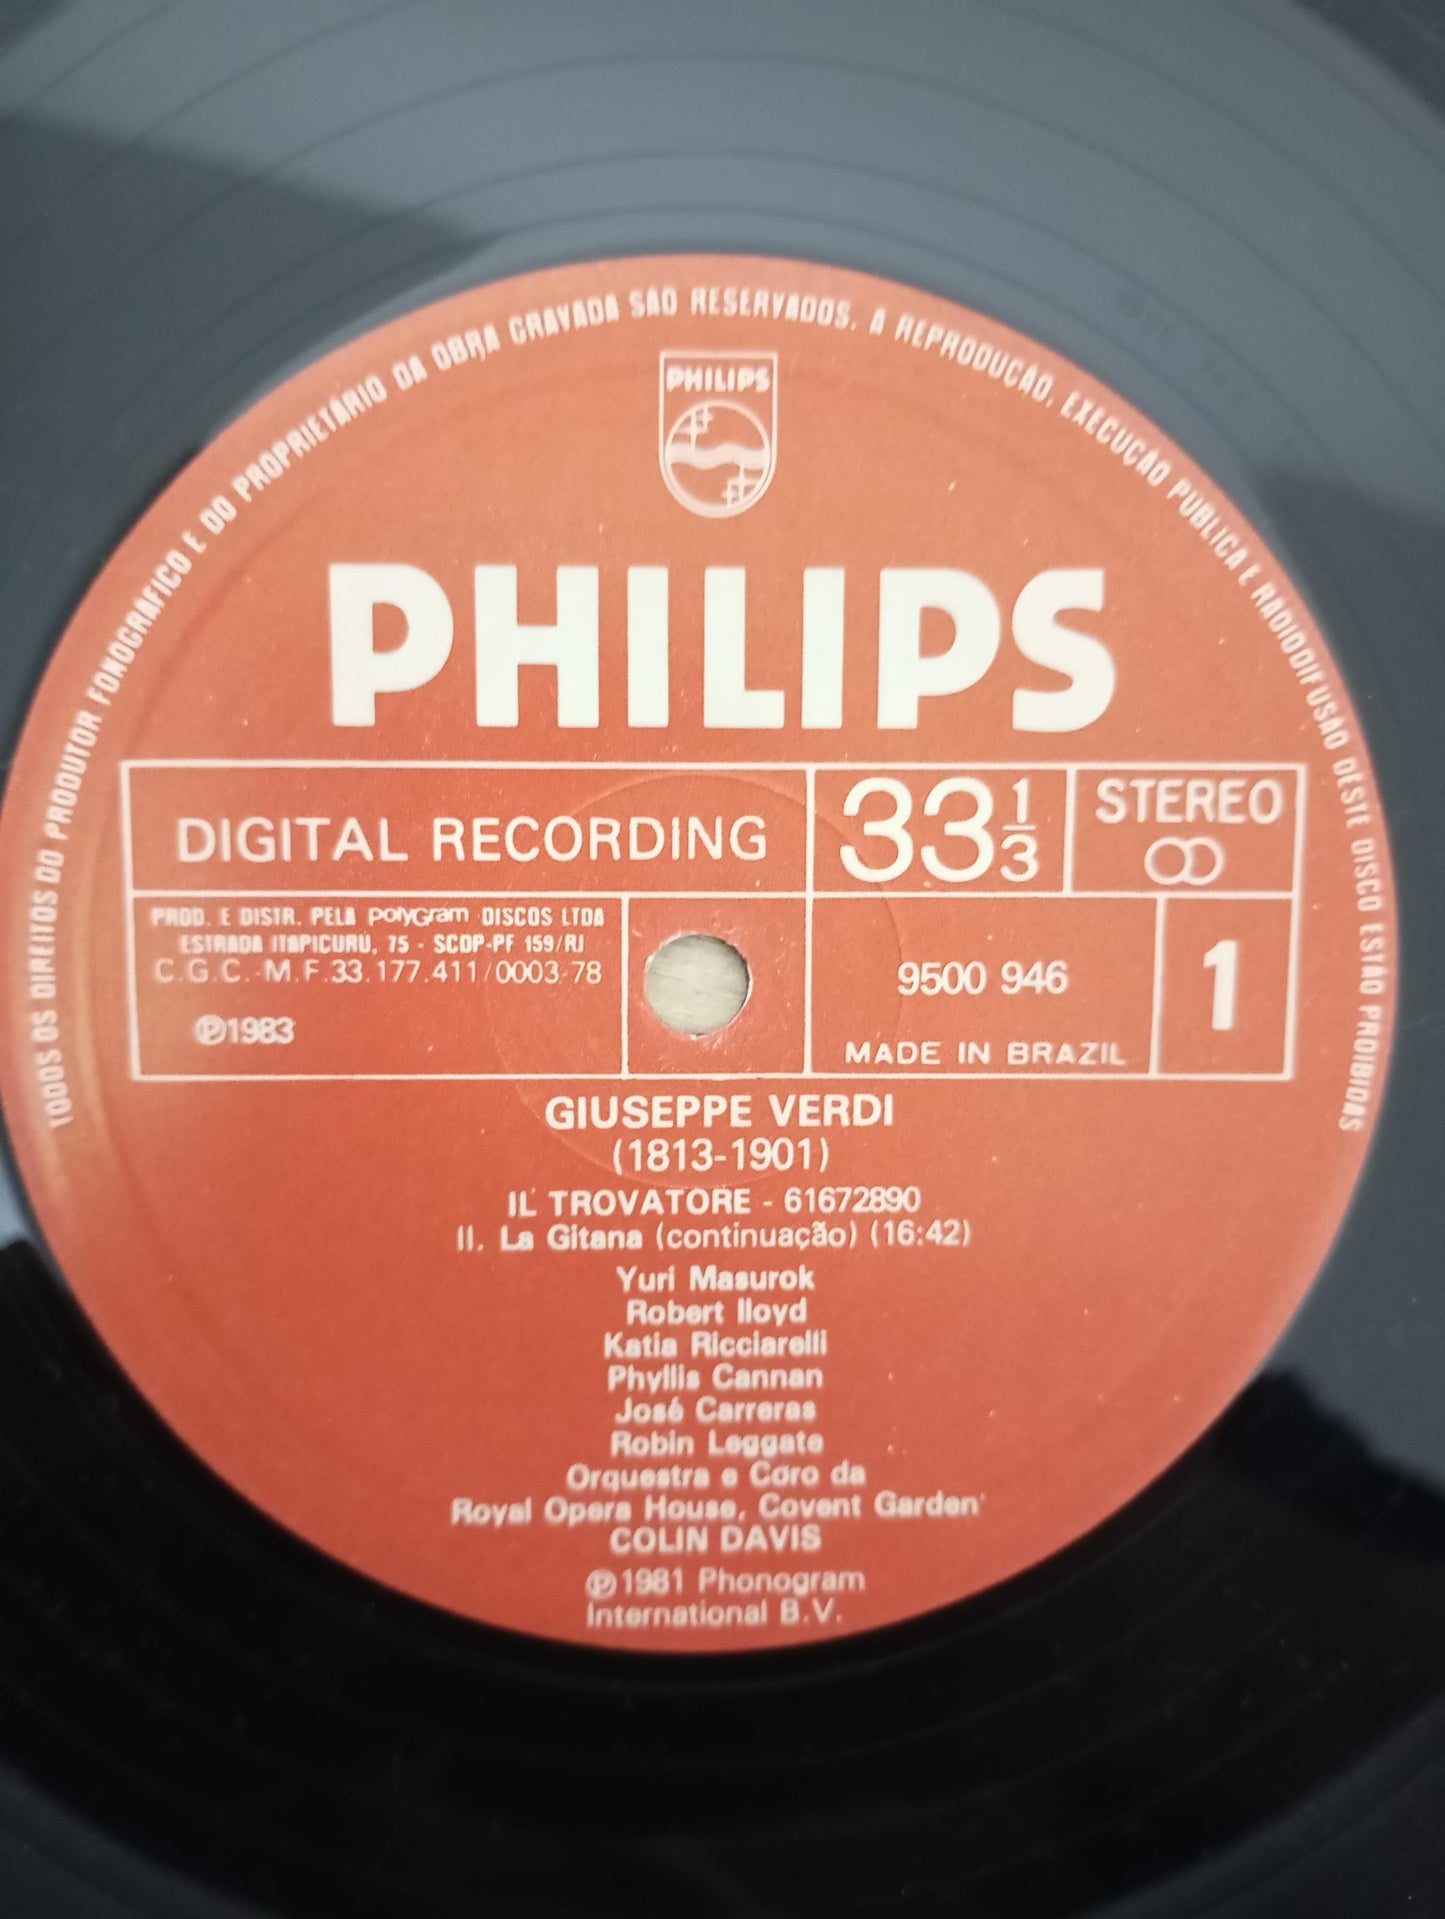 TODOS OS DIREITOS DO PRODUTOR FONOGRÁFICO E DO PROPRIETÁRIO DA OBRA GRAVADA SÃO RESERVADOS. A REPRODUÇÃO, EXECUÇÃO PÚBLICA E RADIODIFUSÃO DESTE DISCO ESTÃO PROIBIDAS
PHILIPS
PHILIPS
DIGITAL RECORDING
33 1/3
STEREO
PROD. E DISTR. PELA polyGram DISCOS LTDA
ESTRADA ITAPICURU, 75 - SCDP-PF 159/RJ
C.G.C.-M.F.33.177.411/0003-78
℗1983
9500 946
1
MADE IN BRAZIL
GIUSEPPE VERDI
(1813-1901)
IL TROVATORE - 61672890
II. La Gitana (continuação) (16:42)
Yuri Masurok
Robert lloyd
Katia Ricciarelli
Phyllis Cannan
José Carreras
Robin Leggate
Orquestra e Coro da
Royal Opera House, Covent Garden
COLIN DAVIS
℗1981 Phonogram
International B.V.